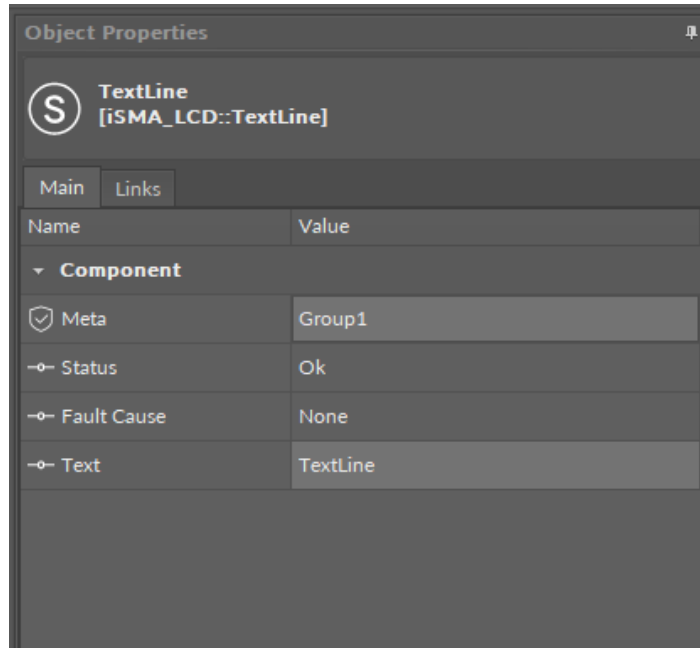 Object Properties
S
TextLine
[iSMA_LCD::TextLine]
Main Links
Name Value
Component
Meta Group1
Status Ok
Fault Cause None
Text TextLine